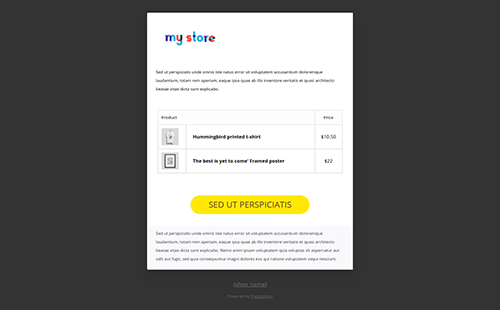 my store
Sed ut perspiciatis unde omnis iste natus error sit voluptatem accusantium doloremque
laudantium, totam rem aperiam, eaque ipsa quae ab illo inventore veritatis et quasi architecto
beatae vitae dicta sunt explicabo.
Product Price
Hummingbird printed t-shirt $10.50
The best is yet to come' Framed poster $22
SED UT PERSPICIATIS
Sed ut perspiciatis unde omnis iste natus error sit voluptatem accusantium doloremque
laudantium, totam rem aperiam, eaque ipsa quae ab illo inventore veritatis et quasi architecto
beatae vitae dicta sunt explicabo. Nemo enim ipsam voluptatem quia voluptas sit aspernatur aut
odit aut fugit, sed quia consequuntur magni dolores eos qui ratione voluptatem sequi nesciunt.
{shop_name}
Powered by PrestaShop